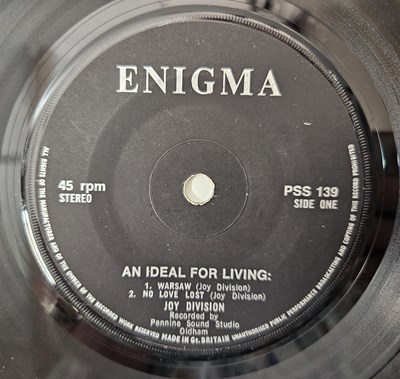 ENIGMA
45 rpm
STEREO
PSS 139
SIDE ONE
AN IDEAL FOR LIVING:
1. WARSAW (Joy Division)
2. NO LOVE LOST (Joy Division)
JOY DIVISION
Recorded by
Pennine Sound Studio
Oldham
MADE IN Gt. BRITAIN
ALL RIGHTS OF THE MANUFACTURER AND OF THE OWNER OF THE RECORDED WORK RESERVED UNAUTHORISED PUBLIC PERFORMANCE BROADCASTING AND COPYING OF THIS RECORD PROHIBITED